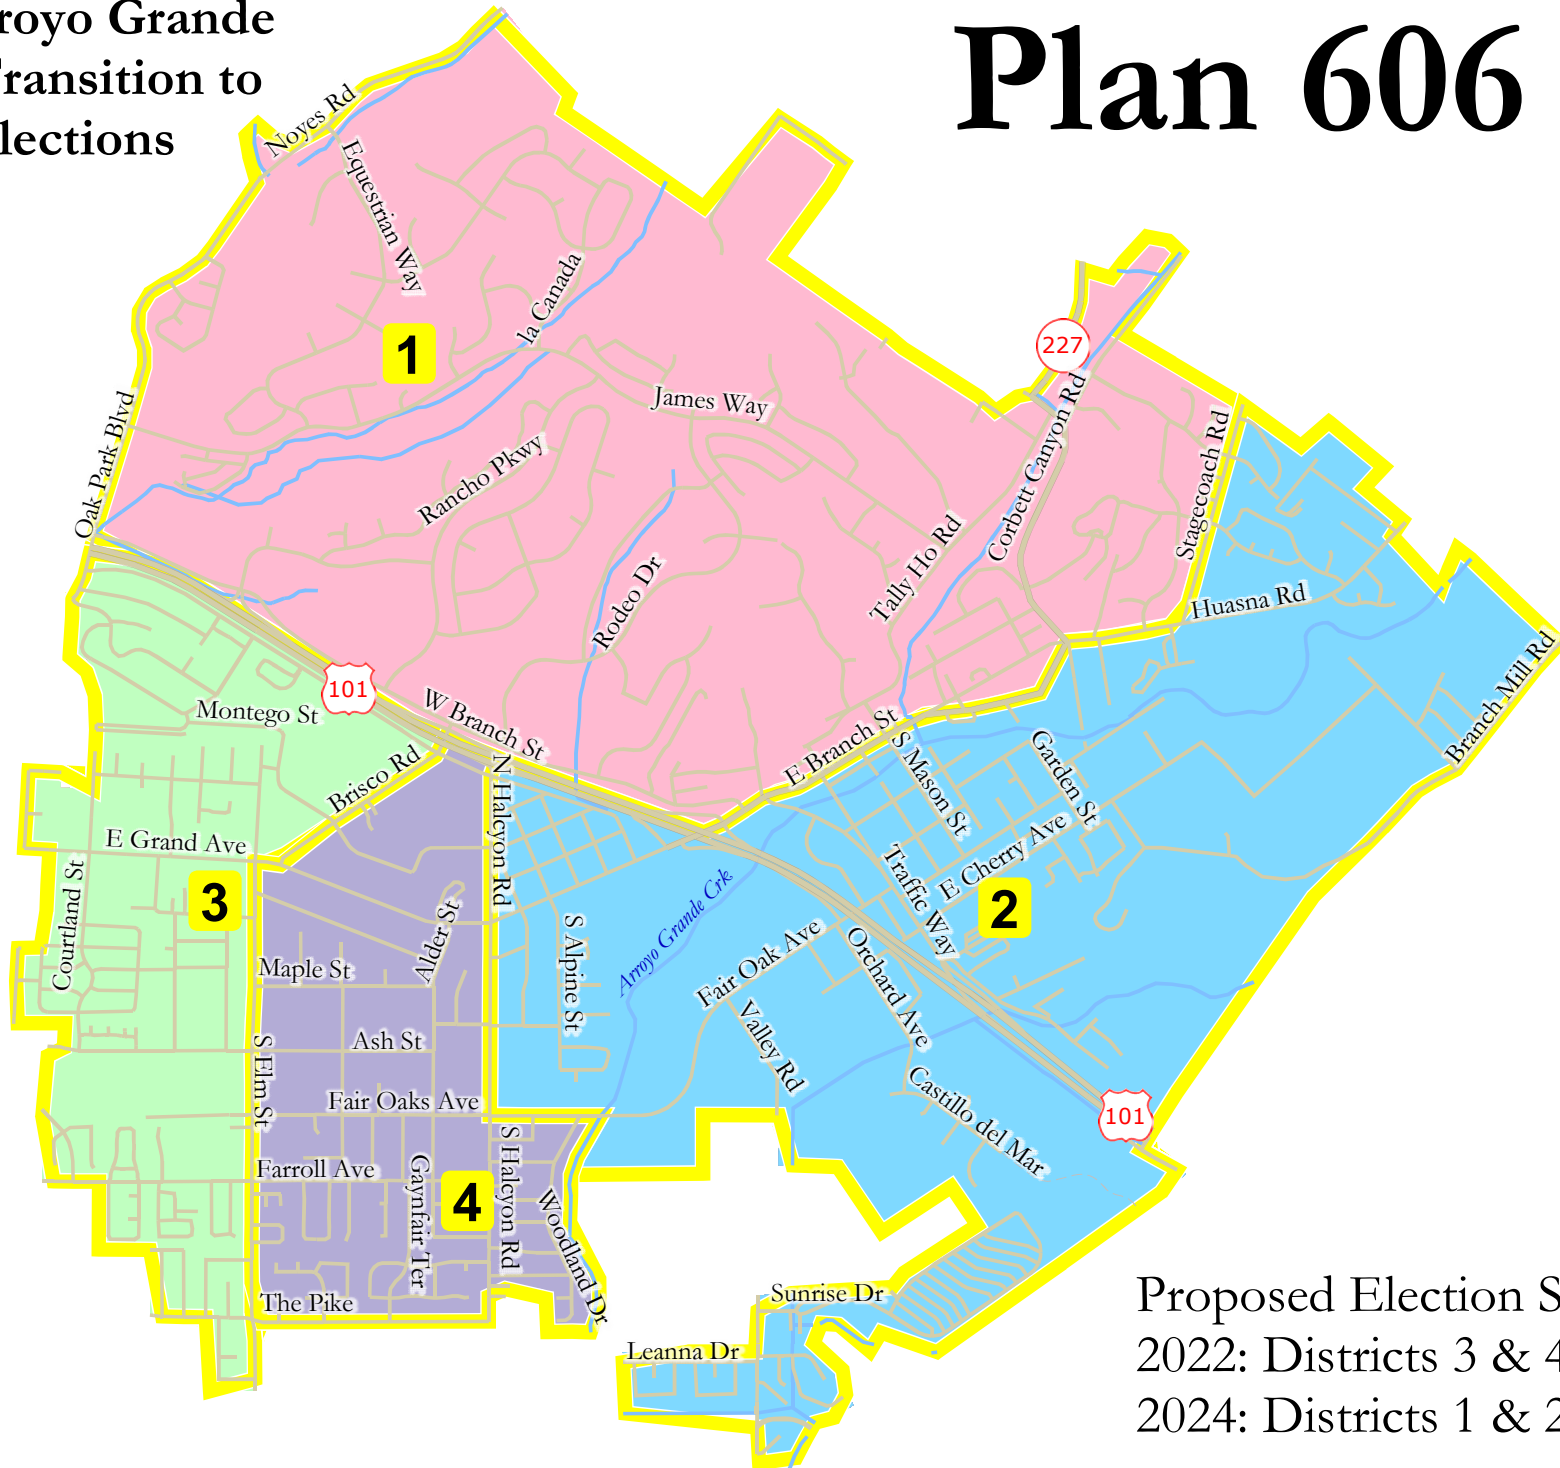 royo Grande
ransition to
lections
Plan 606
Noyes Rd
Equestrian Way
la Canada
1
227
James Way
Corbett Canyon Rd
Stagecoach Rd
Oak Park Blvd
Rancho Pkwy
Tally Ho Rd
Rodeo Dr
Huasna Rd
Branch Mill Rd
101
Montego St
W Branch St
E Branch St
Brisco Rd
N Halcyon Rd
S Mason St
Garden St
E Grand Ave
E Cherry Ave
Traffic Way
3
2
Courtland St
Alder St
S Alpine St
Arroyo Grande Crk
Fair Oak Ave
Orchard Ave
Maple St
Valley Rd
S Elm St
Ash St
Castillo del Mar
Fair Oaks Ave
101
Farroll Ave
Gaynfair Ter
4
S Halcyon Rd
Woodland Dr
The Pike
Sunrise Dr
Leanna Dr
Proposed Election S
2022: Districts 3 & 4
2024: Districts 1 & 2